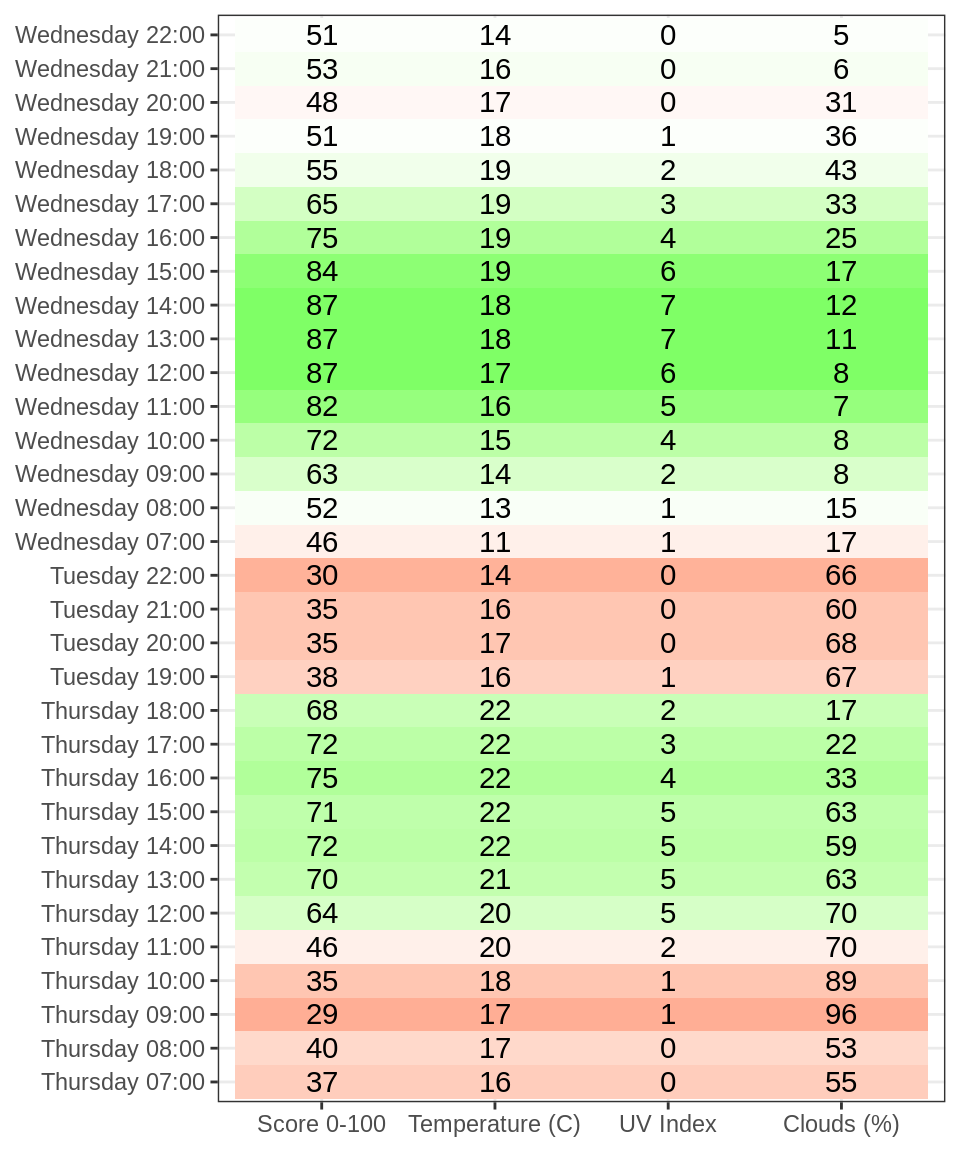 Wednesday 22:00 51 14 0 5
Wednesday 21:00 53 16 0 6
Wednesday 20:00 48 17 0 31
Wednesday 19:00 51 18 1 36
Wednesday 18:00 55 19 2 43
Wednesday 17:00 65 19 3 33
Wednesday 16:00 75 19 4 25
Wednesday 15:00 84 19 6 17
Wednesday 14:00 87 18 7 12
Wednesday 13:00 87 18 7 11
Wednesday 12:00 87 17 6 8
Wednesday 11:00 82 16 5 7
Wednesday 10:00 72 15 4 8
Wednesday 09:00 63 14 2 8
Wednesday 08:00 52 13 1 15
Wednesday 07:00 46 11 1 17
Tuesday 22:00 30 14 0 66
Tuesday 21:00 35 16 0 60
Tuesday 20:00 35 17 0 68
Tuesday 19:00 38 16 1 67
Thursday 18:00 68 22 2 17
Thursday 17:00 72 22 3 22
Thursday 16:00 75 22 4 33
Thursday 15:00 71 22 5 63
Thursday 14:00 72 22 5 59
Thursday 13:00 70 21 5 63
Thursday 12:00 64 20 5 70
Thursday 11:00 46 20 2 70
Thursday 10:00 35 18 1 89
Thursday 09:00 29 17 1 96
Thursday 08:00 40 17 0 53
Thursday 07:00 37 16 0 55
Score 0-100 Temperature (C) UV Index Clouds (%)